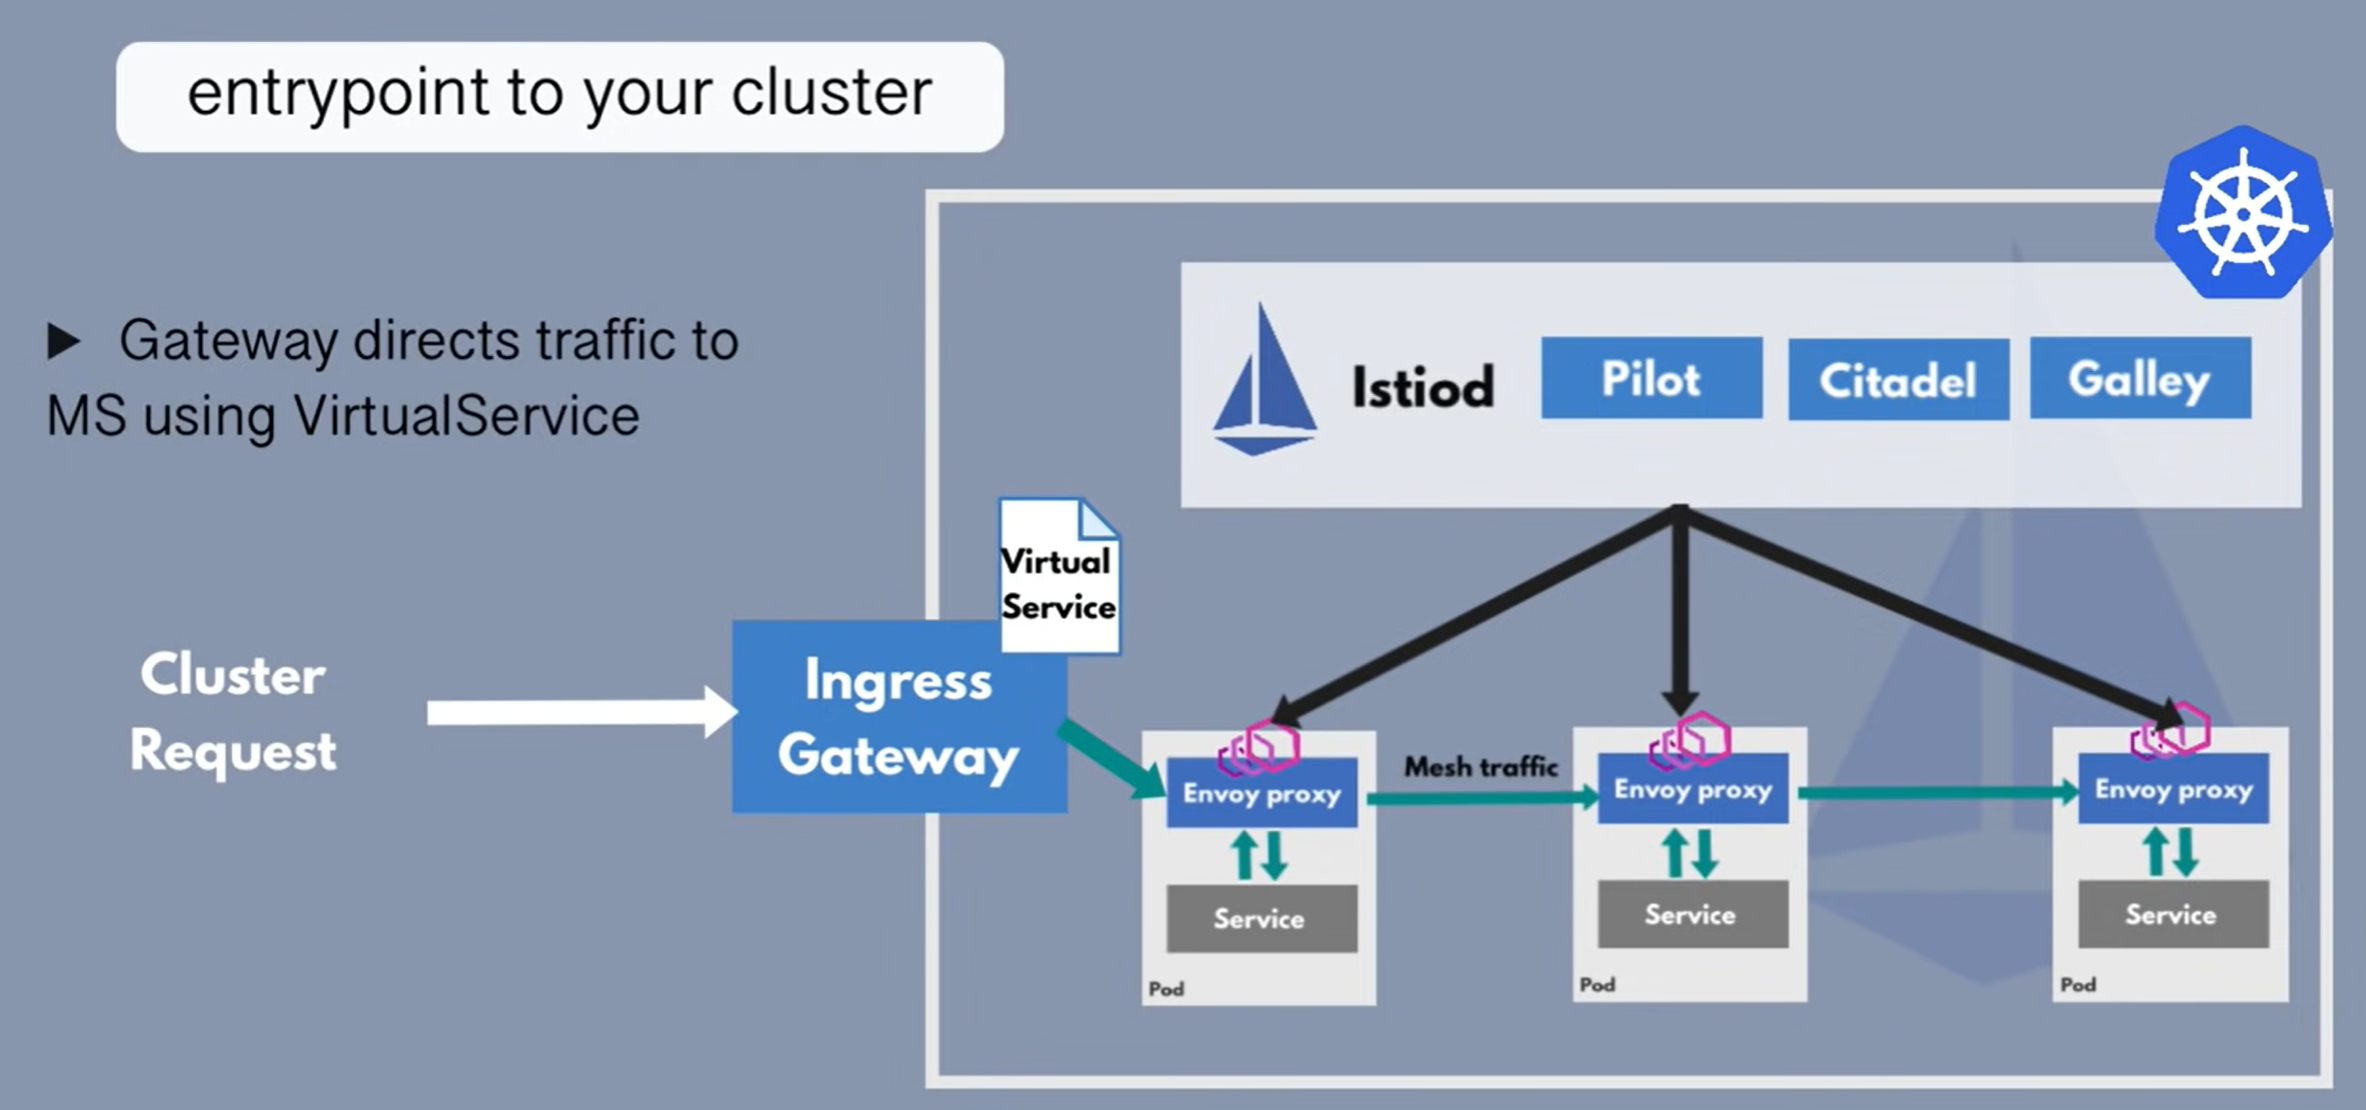 entrypoint to your cluster
▶ Gateway directs traffic to
MS using VirtualService
Istiod
Pilot
Citadel
Galley
Virtual
Service
Cluster
Request
Ingress
Gateway
Mesh traffic
Envoy proxy
Service
Pod
Envoy proxy
Service
Pod
Envoy proxy
Service
Pod